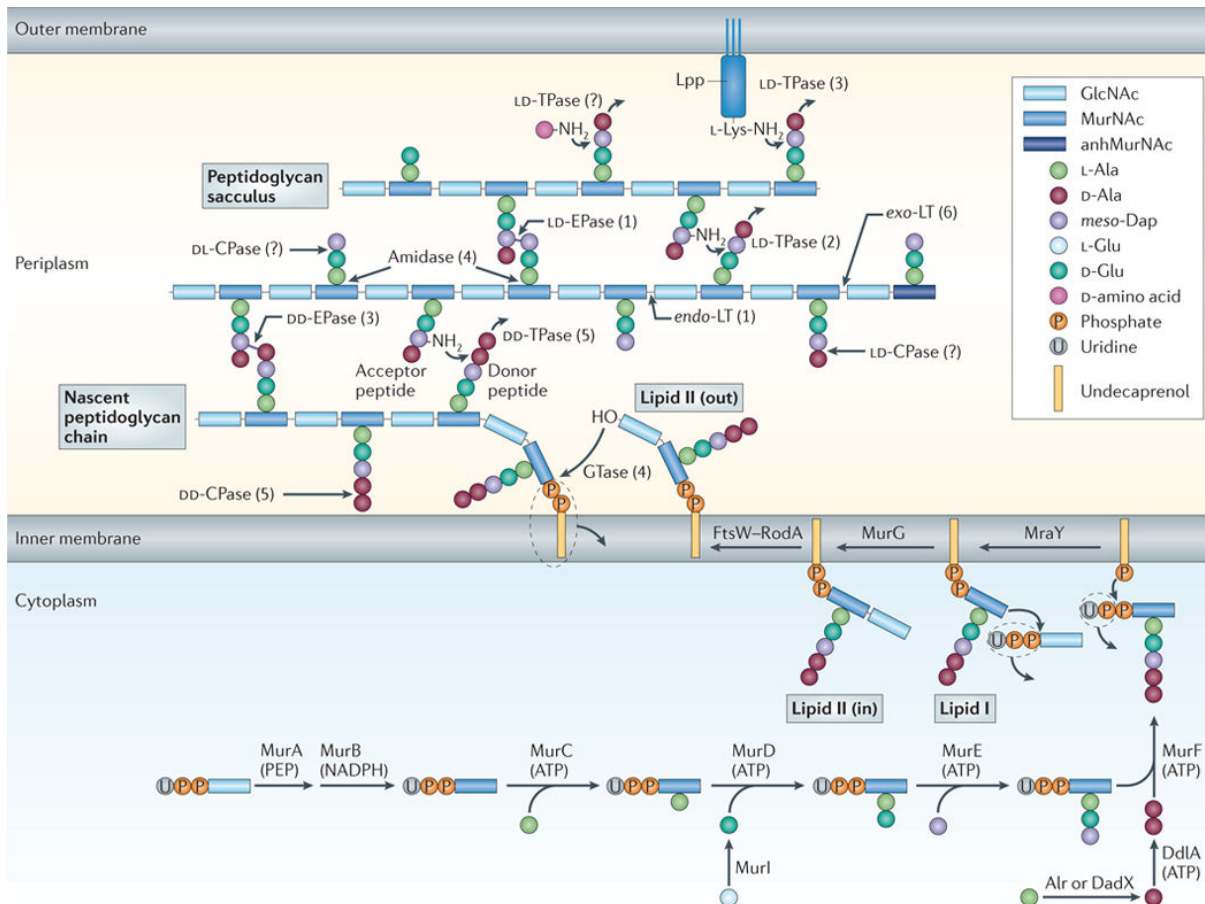 Outer membrane
Lpp
LD-TPase (?)
LD-TPase (3)
NH2
L-Lys
NH2
Peptidoglycan
sacculus
LD-EPase (1)
NH2
LD-TPase (2)
exo-LT (6)
DL-CPase (?)
Amidase (4)
Periplasm
endo-LT (1)
DD-EPase (3)
NH2
DD-TPase (5)
LD-CPase (?)
Acceptor
peptide
Donor
peptide
Nascent
peptidoglycan
chain
Lipid II (out)
HO
GTase (4)
P
P
P
P
DD-CPase (5)
GlcNAc
MurNAc
anhMurNAc
L-Ala
D-Ala
meso-Dap
L-Glu
D-Glu
D-amino acid
P Phosphate
U Uridine
Undecaprenol
Inner membrane
FtsW–RodA
MurG
MraY
Cytoplasm
P
P
P
P
P
U P P
U P P
Lipid II (in)
Lipid I
MurA
(PEP)
MurB
(NADPH)
MurC
(ATP)
MurD
(ATP)
MurE
(ATP)
MurF
(ATP)
U P P
U P P
U P P
U P P
U P P
MurI
DdlA
(ATP)
Alr or DadX